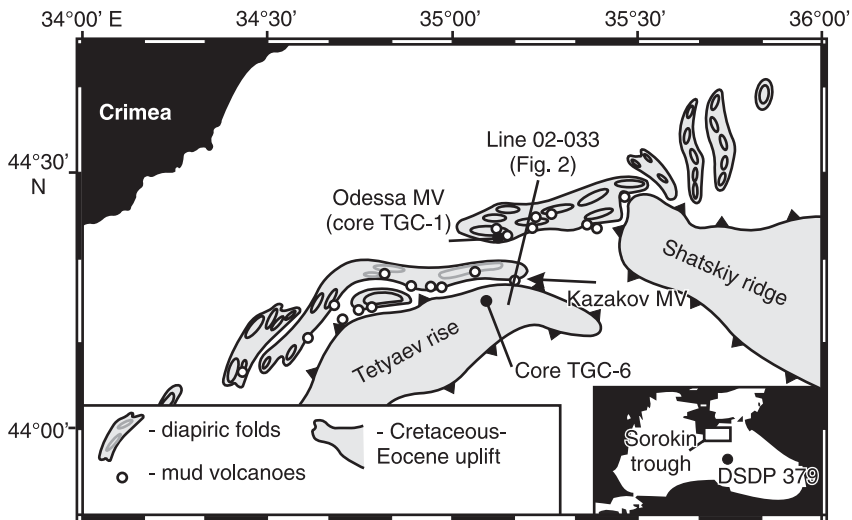 34°00’ E
34°30’
35°00’
35°30’
36°00’
Crimea
44°30’
N
Line 02-033
(Fig. 2)
Odessa MV
(core TGC-1)
Shatskiy ridge
Kazakov MV
Tetyaev rise
Core TGC-6
44°00’
- diapiric folds
- mud volcanoes
- Cretaceous-
Eocene uplift
Sorokin
trough
DSDP 379